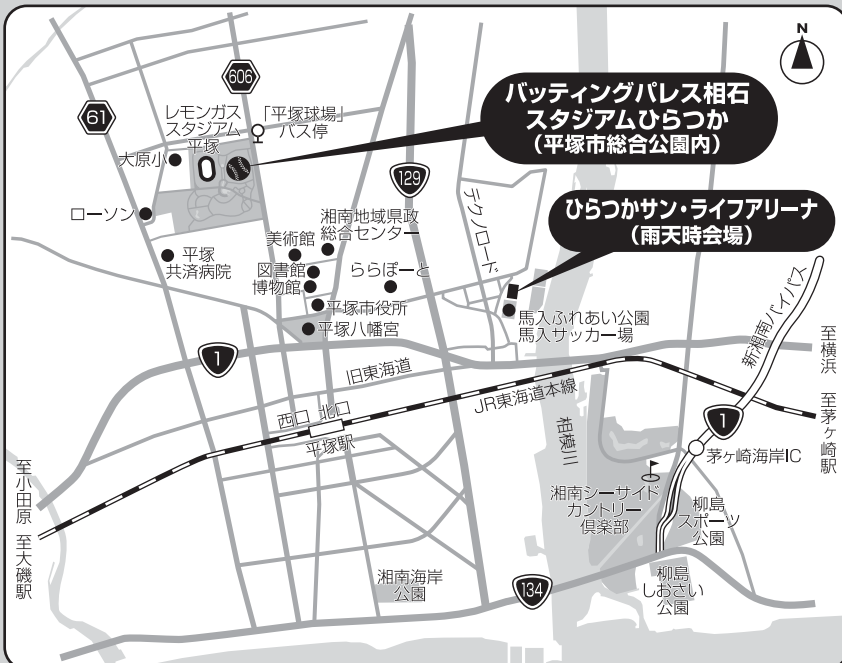 N
606
バッティングパレス相石
スタジアムひらつか
(平塚市総合公園内)
61
レモンガス
スタジアム
平塚
「平塚球場」
バス停
大原小
129
テクノロード
ひらつかサン・ライフアリーナ
(雨天時会場)
ローソン
湘南地域県政
総合センター
美術館
平塚
共済病院
図書館
博物館
ららぽーと
平塚市役所
平塚八幡宮
馬入ふれあい公園
馬入サッカー場
新湘南バイパス
至横浜
1
旧東海道
JR東海道本線
西口 北口
平塚駅
相模川
1
至茅ヶ崎駅
茅ヶ崎海岸IC
至小田原
至大磯駅
湘南シーサイド
カントリー
倶楽部
柳島
スポーツ
公園
湘南海岸
公園
134
柳島
しおさい
公園